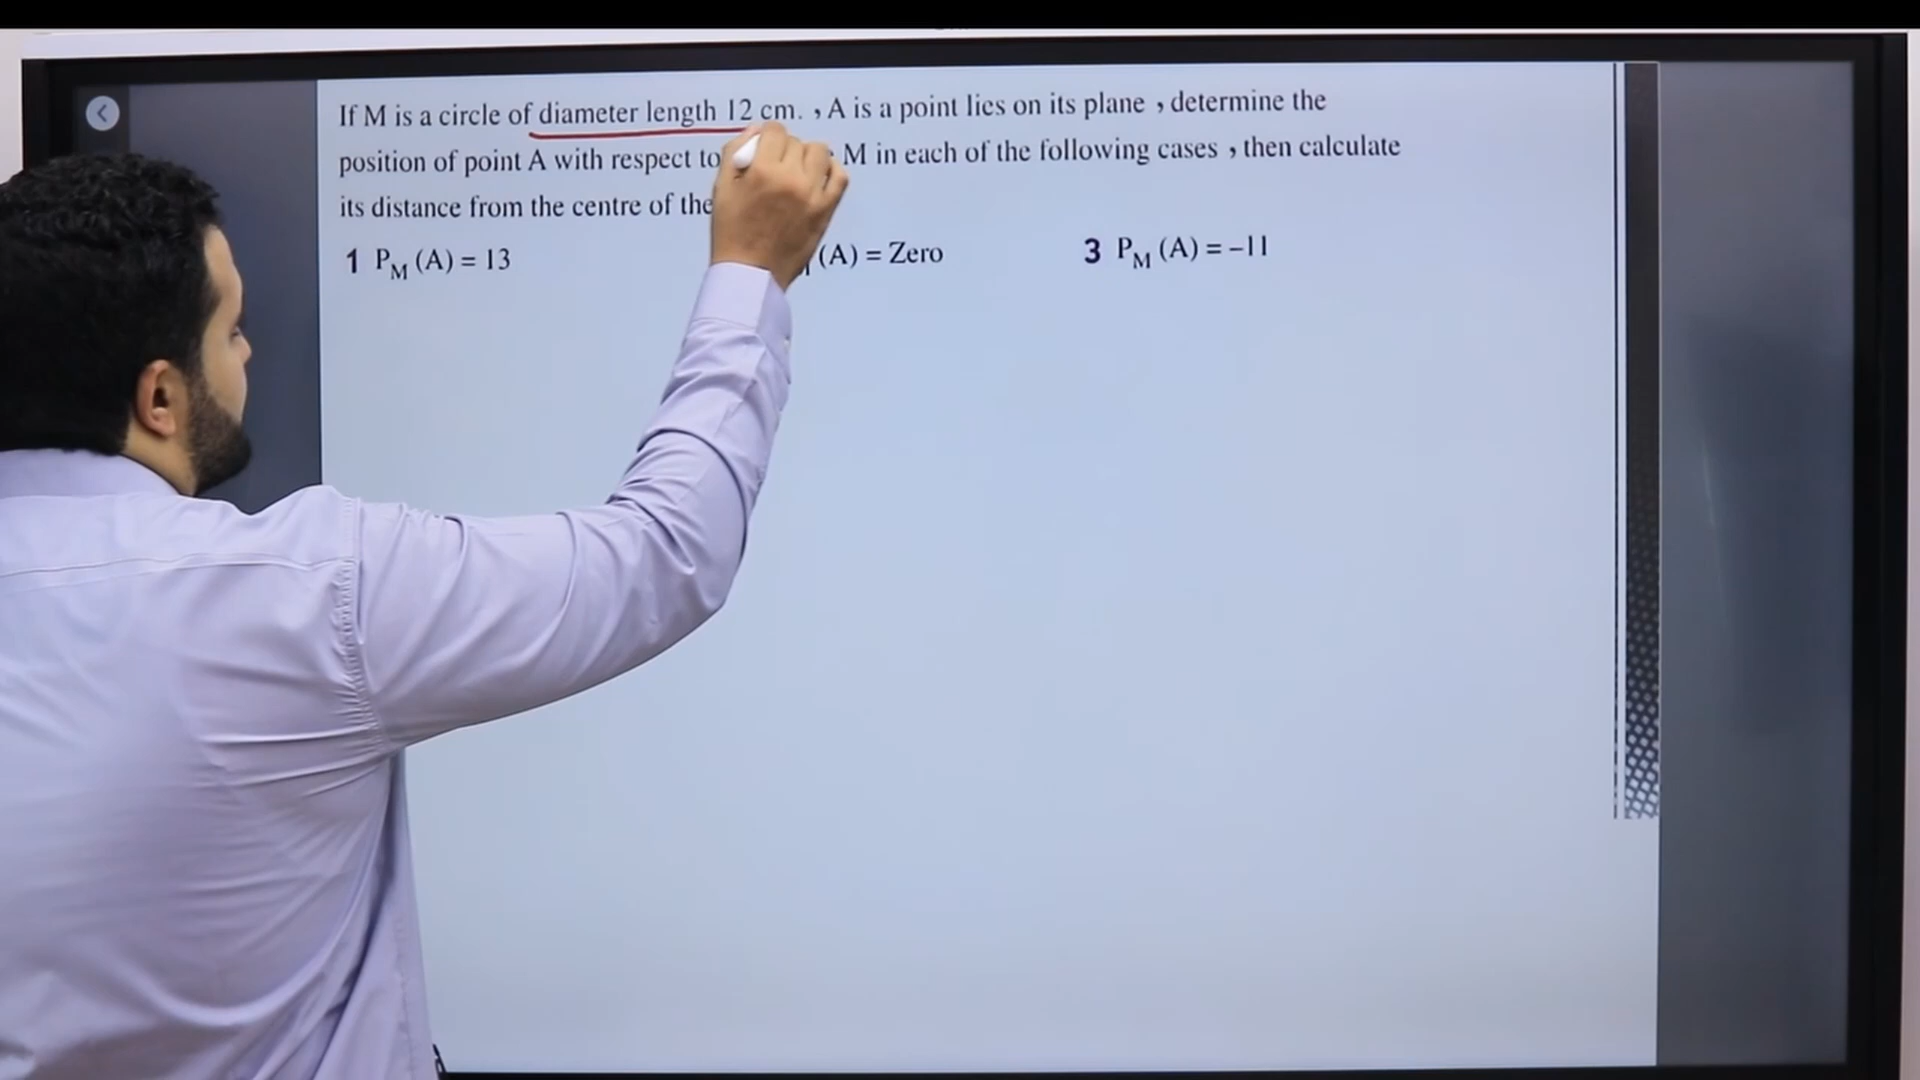 If M is a circle of diameter length 12 cm. , A is a point lies on its plane , determine the
position of point A with respect to M in each of the following cases , then calculate
its distance from the centre of the
1 P_M (A) = 13
(A) = Zero
3 P_M (A) = –11